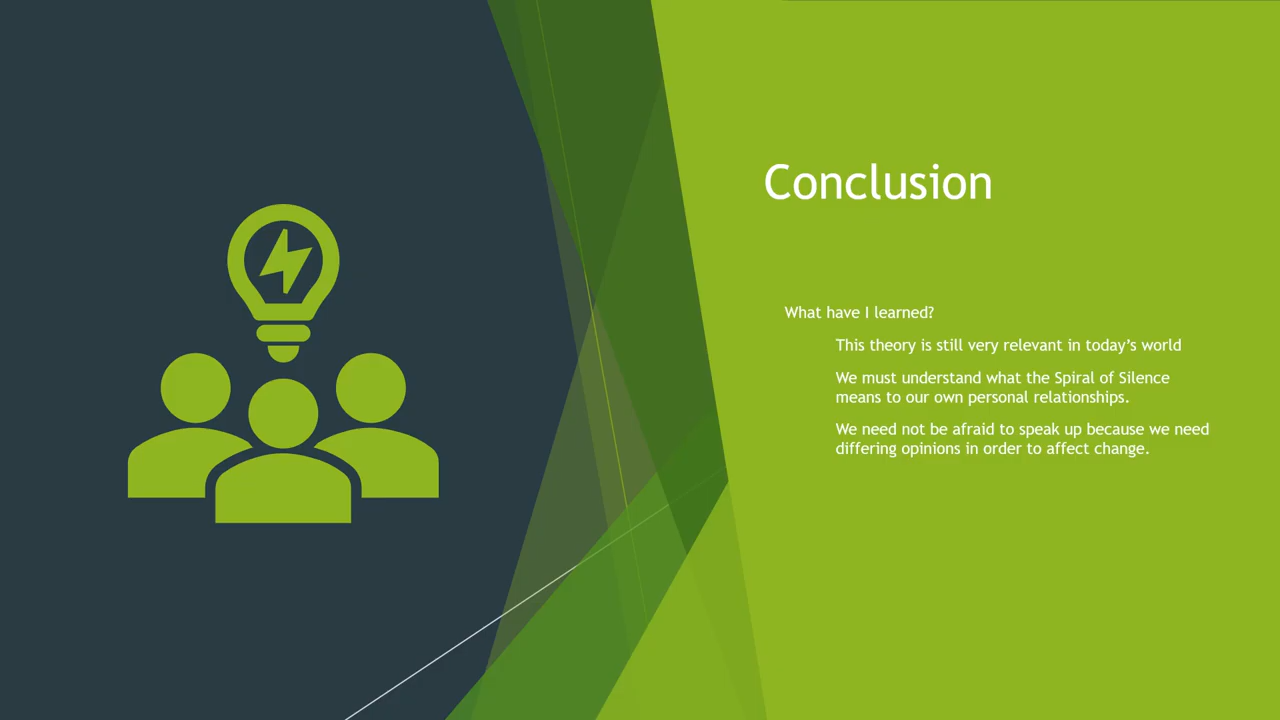 Conclusion
What have I learned?
This theory is still very relevant in today’s world
We must understand what the Spiral of Silence
means to our own personal relationships.
We need not be afraid to speak up because we need
differing opinions in order to affect change.